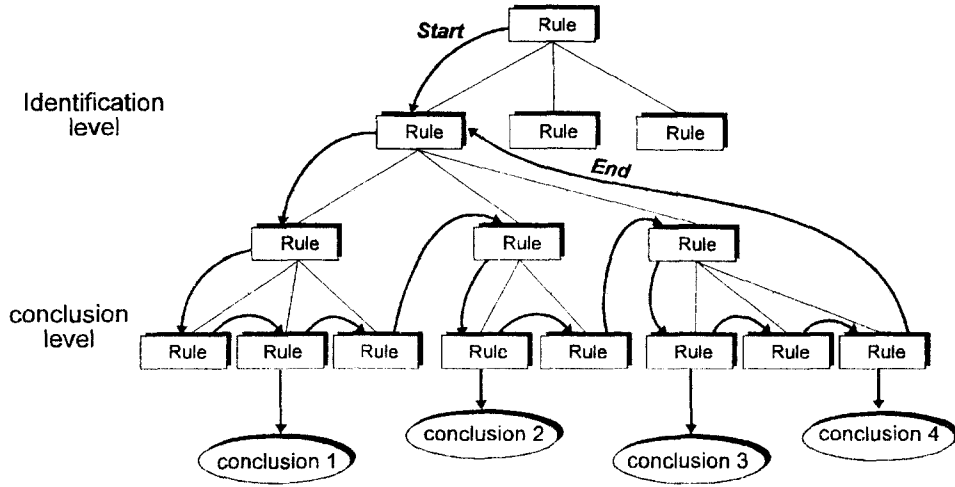 Start
Rule
Identification
level
Rule
Rule
Rule
End
Rule
Rule
Rule
conclusion
level
Rule
Rule
Rule
Rulc
Rule
Rule
Rule
Rule
conclusion 1
conclusion 2
conclusion 3
conclusion 4